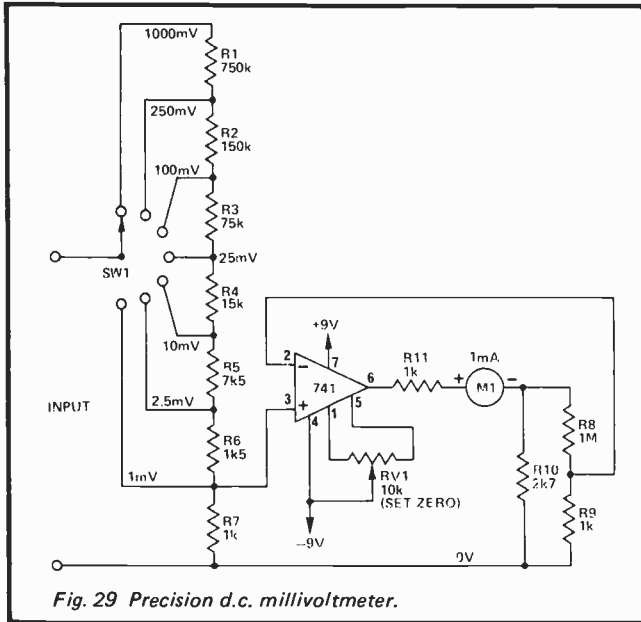 1000mV
R1
750k
250mV
R2
150k
100mV
R3
75k
25mV
SW1
R4
15k
10mV
R5
7k5
INPUT
2.5mV
R6
1k5
1mV
R7
1k
+9V
2
−
7
741
6
3
+
4
1
5
R11
1k
1mA
+
M1
−
R8
1M
R10
2k7
R9
1k
RV1
10k
(SET ZERO)
−9V
0V
Fig. 29 Precision d.c. millivoltmeter.